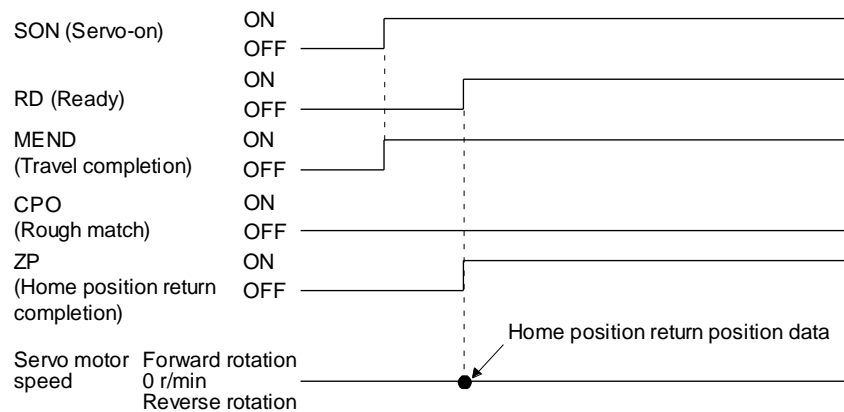 SON (Servo-on)
ON
OFF
RD (Ready)
ON
OFF
MEND
(Travel completion)
ON
OFF
CPO
(Rough match)
ON
OFF
ZP
(Home position return
completion)
ON
OFF
Home position return position data
Servo motor
speed
Forward rotation
0 r/min
Reverse rotation